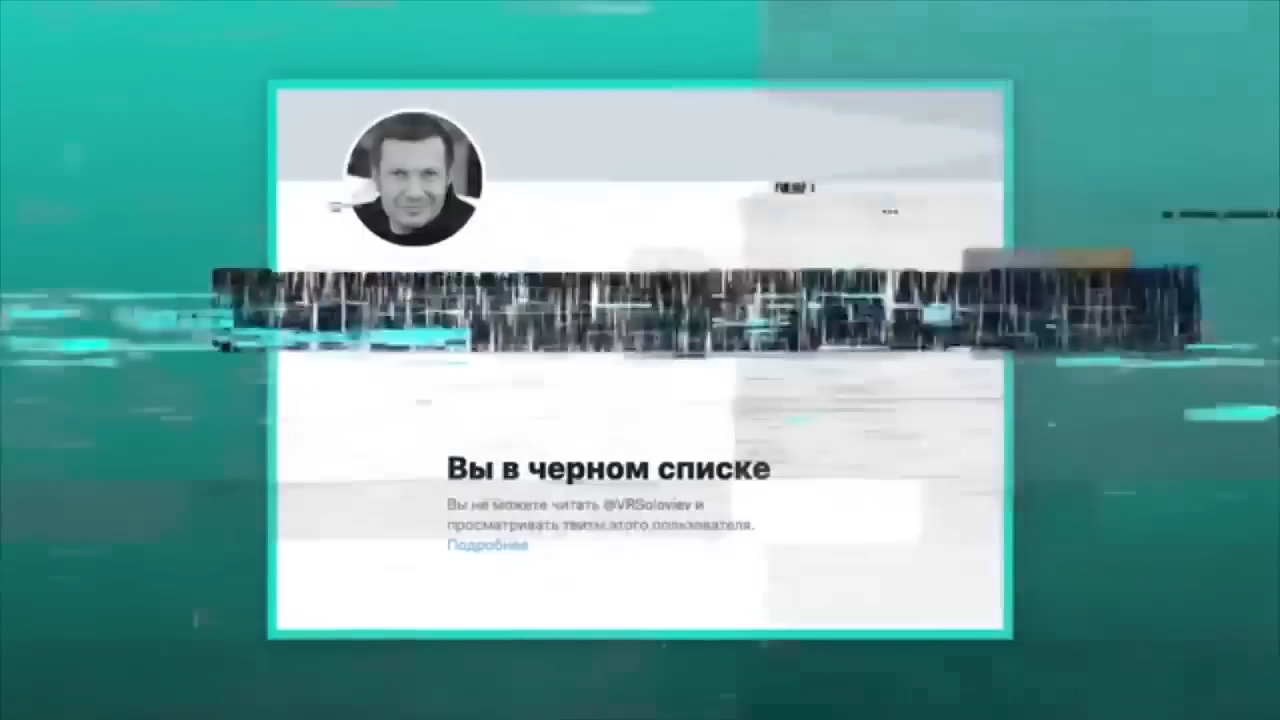 Вы в черном списке
Вы не можете читать @VRSoloviev и
просматривать твиты этого пользователя.
Подробнее